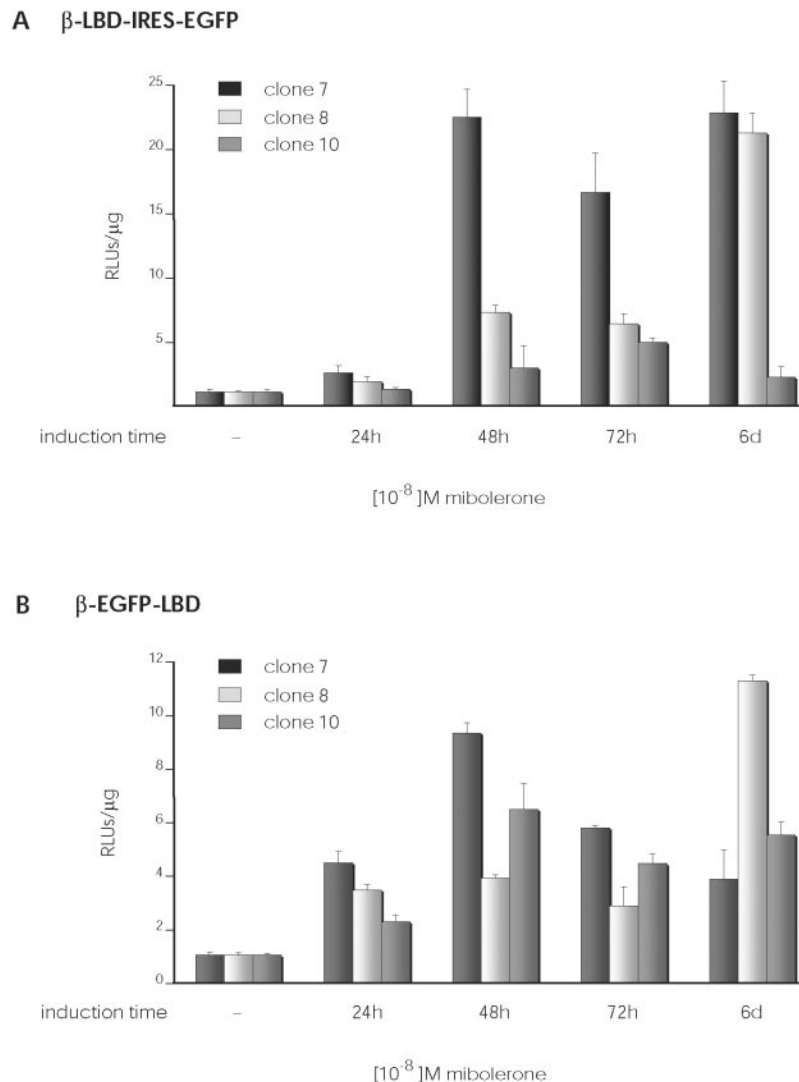 A β-LBD-IRES-EGFP
25
20
15
10
5
RLUs/μg
clone 7
clone 8
clone 10
induction time – 24h 48h 72h 6d
[10⁻⁸ ]M mibolerone
B β-EGFP-LBD
12
10
8
6
4
2
0
RLUs/μg
clone 7
clone 8
clone 10
induction time – 24h 48h 72h 6d
[10⁻⁸ ]M mibolerone